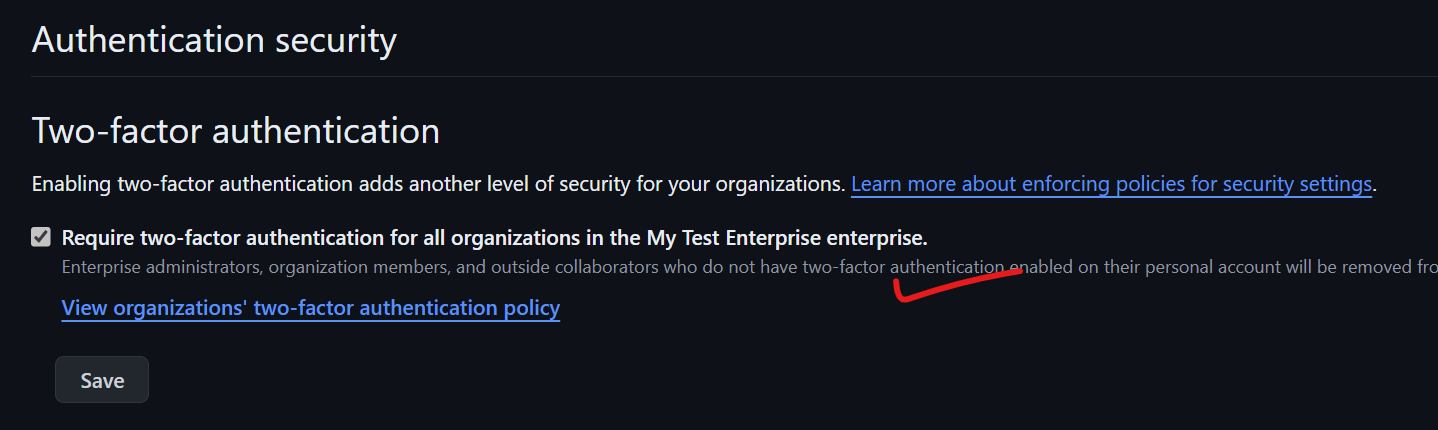 Authentication security
Two-factor authentication
Enabling two-factor authentication adds another level of security for your organizations. Learn more about enforcing policies for security settings.
Require two-factor authentication for all organizations in the My Test Enterprise enterprise.
Enterprise administrators, organization members, and outside collaborators who do not have two-factor authentication enabled on their personal account will be removed fro
View organizations' two-factor authentication policy
Save